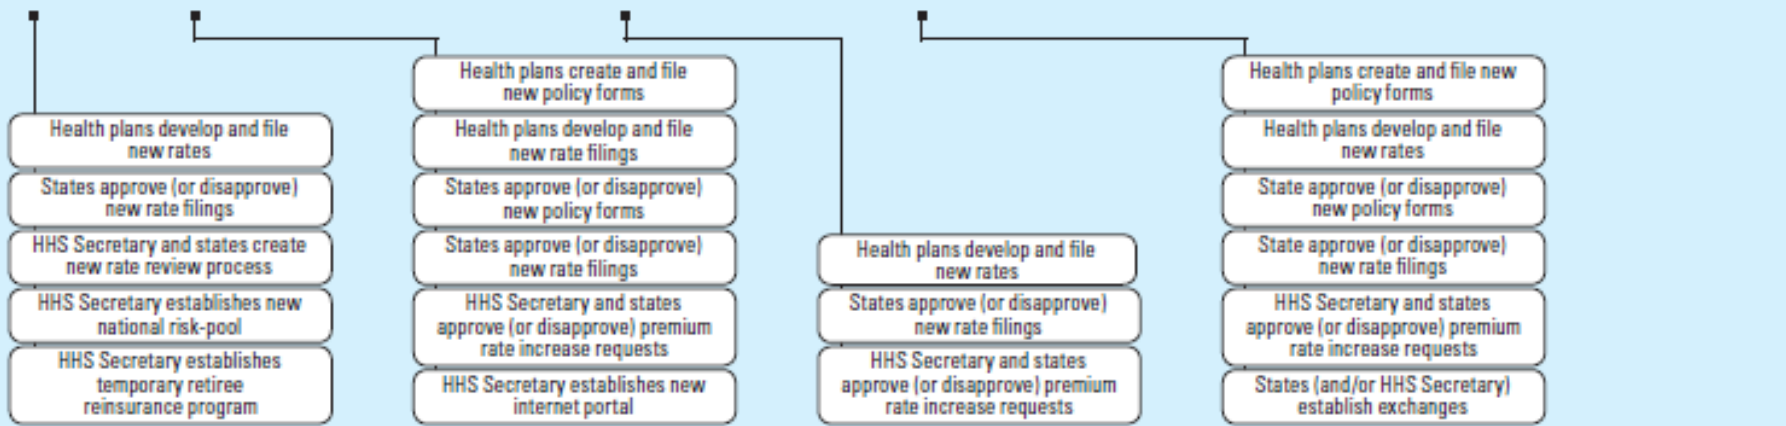 Health plans develop and file
new rates
States approve (or disapprove)
new rate filings
HHS Secretary and states create
new rate review process
HHS Secretary establishes new
national risk-pool
HHS Secretary establishes
temporary retiree
reinsurance program
Health plans create and file
new policy forms
Health plans develop and file
new rate filings
States approve (or disapprove)
new policy forms
States approve (or disapprove)
new rate filings
HHS Secretary and states
approve (or disapprove) premium
rate increase requests
HHS Secretary establishes new
internet portal
Health plans develop and file
new rates
States approve (or disapprove)
new rate filings
HHS Secretary and states
approve (or disapprove) premium
rate increase requests
Health plans create and file new
policy forms
Health plans develop and file
new rates
State approve (or disapprove)
new policy forms
State approve (or disapprove)
new rate filings
HHS Secretary and states
approve (or disapprove) premium
rate increase requests
States (and/or HHS Secretary)
establish exchanges